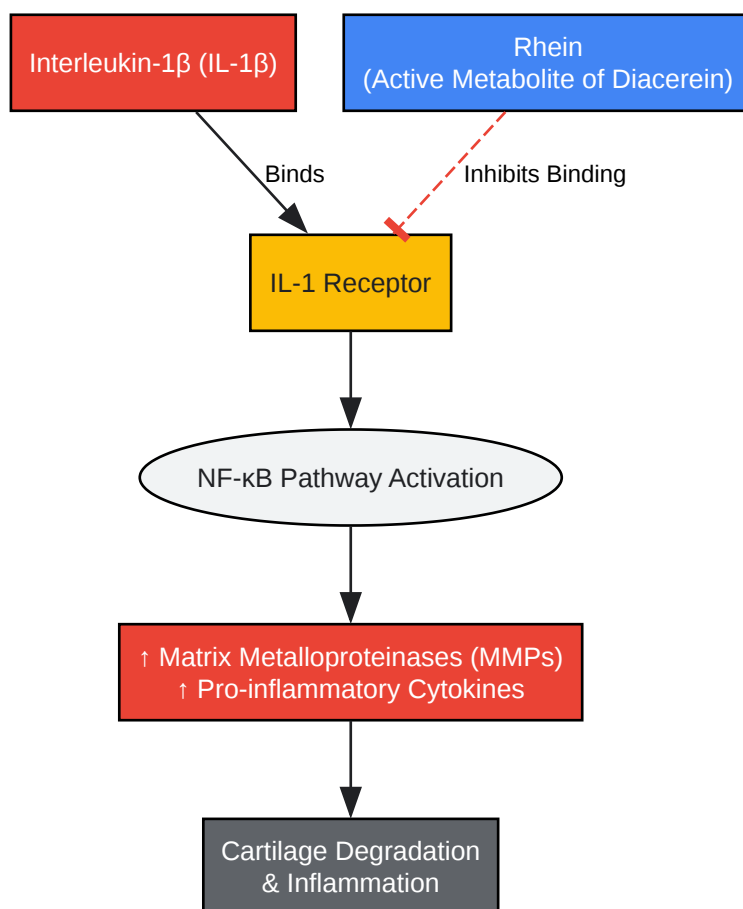 Interleukin-1β (IL-1β)
Rhein
(Active Metabolite of Diacerein)
Binds
Inhibits Binding
IL-1 Receptor
NF-κB Pathway Activation
↑ Matrix Metalloproteinases (MMPs)
↑ Pro-inflammatory Cytokines
Cartilage Degradation
& Inflammation